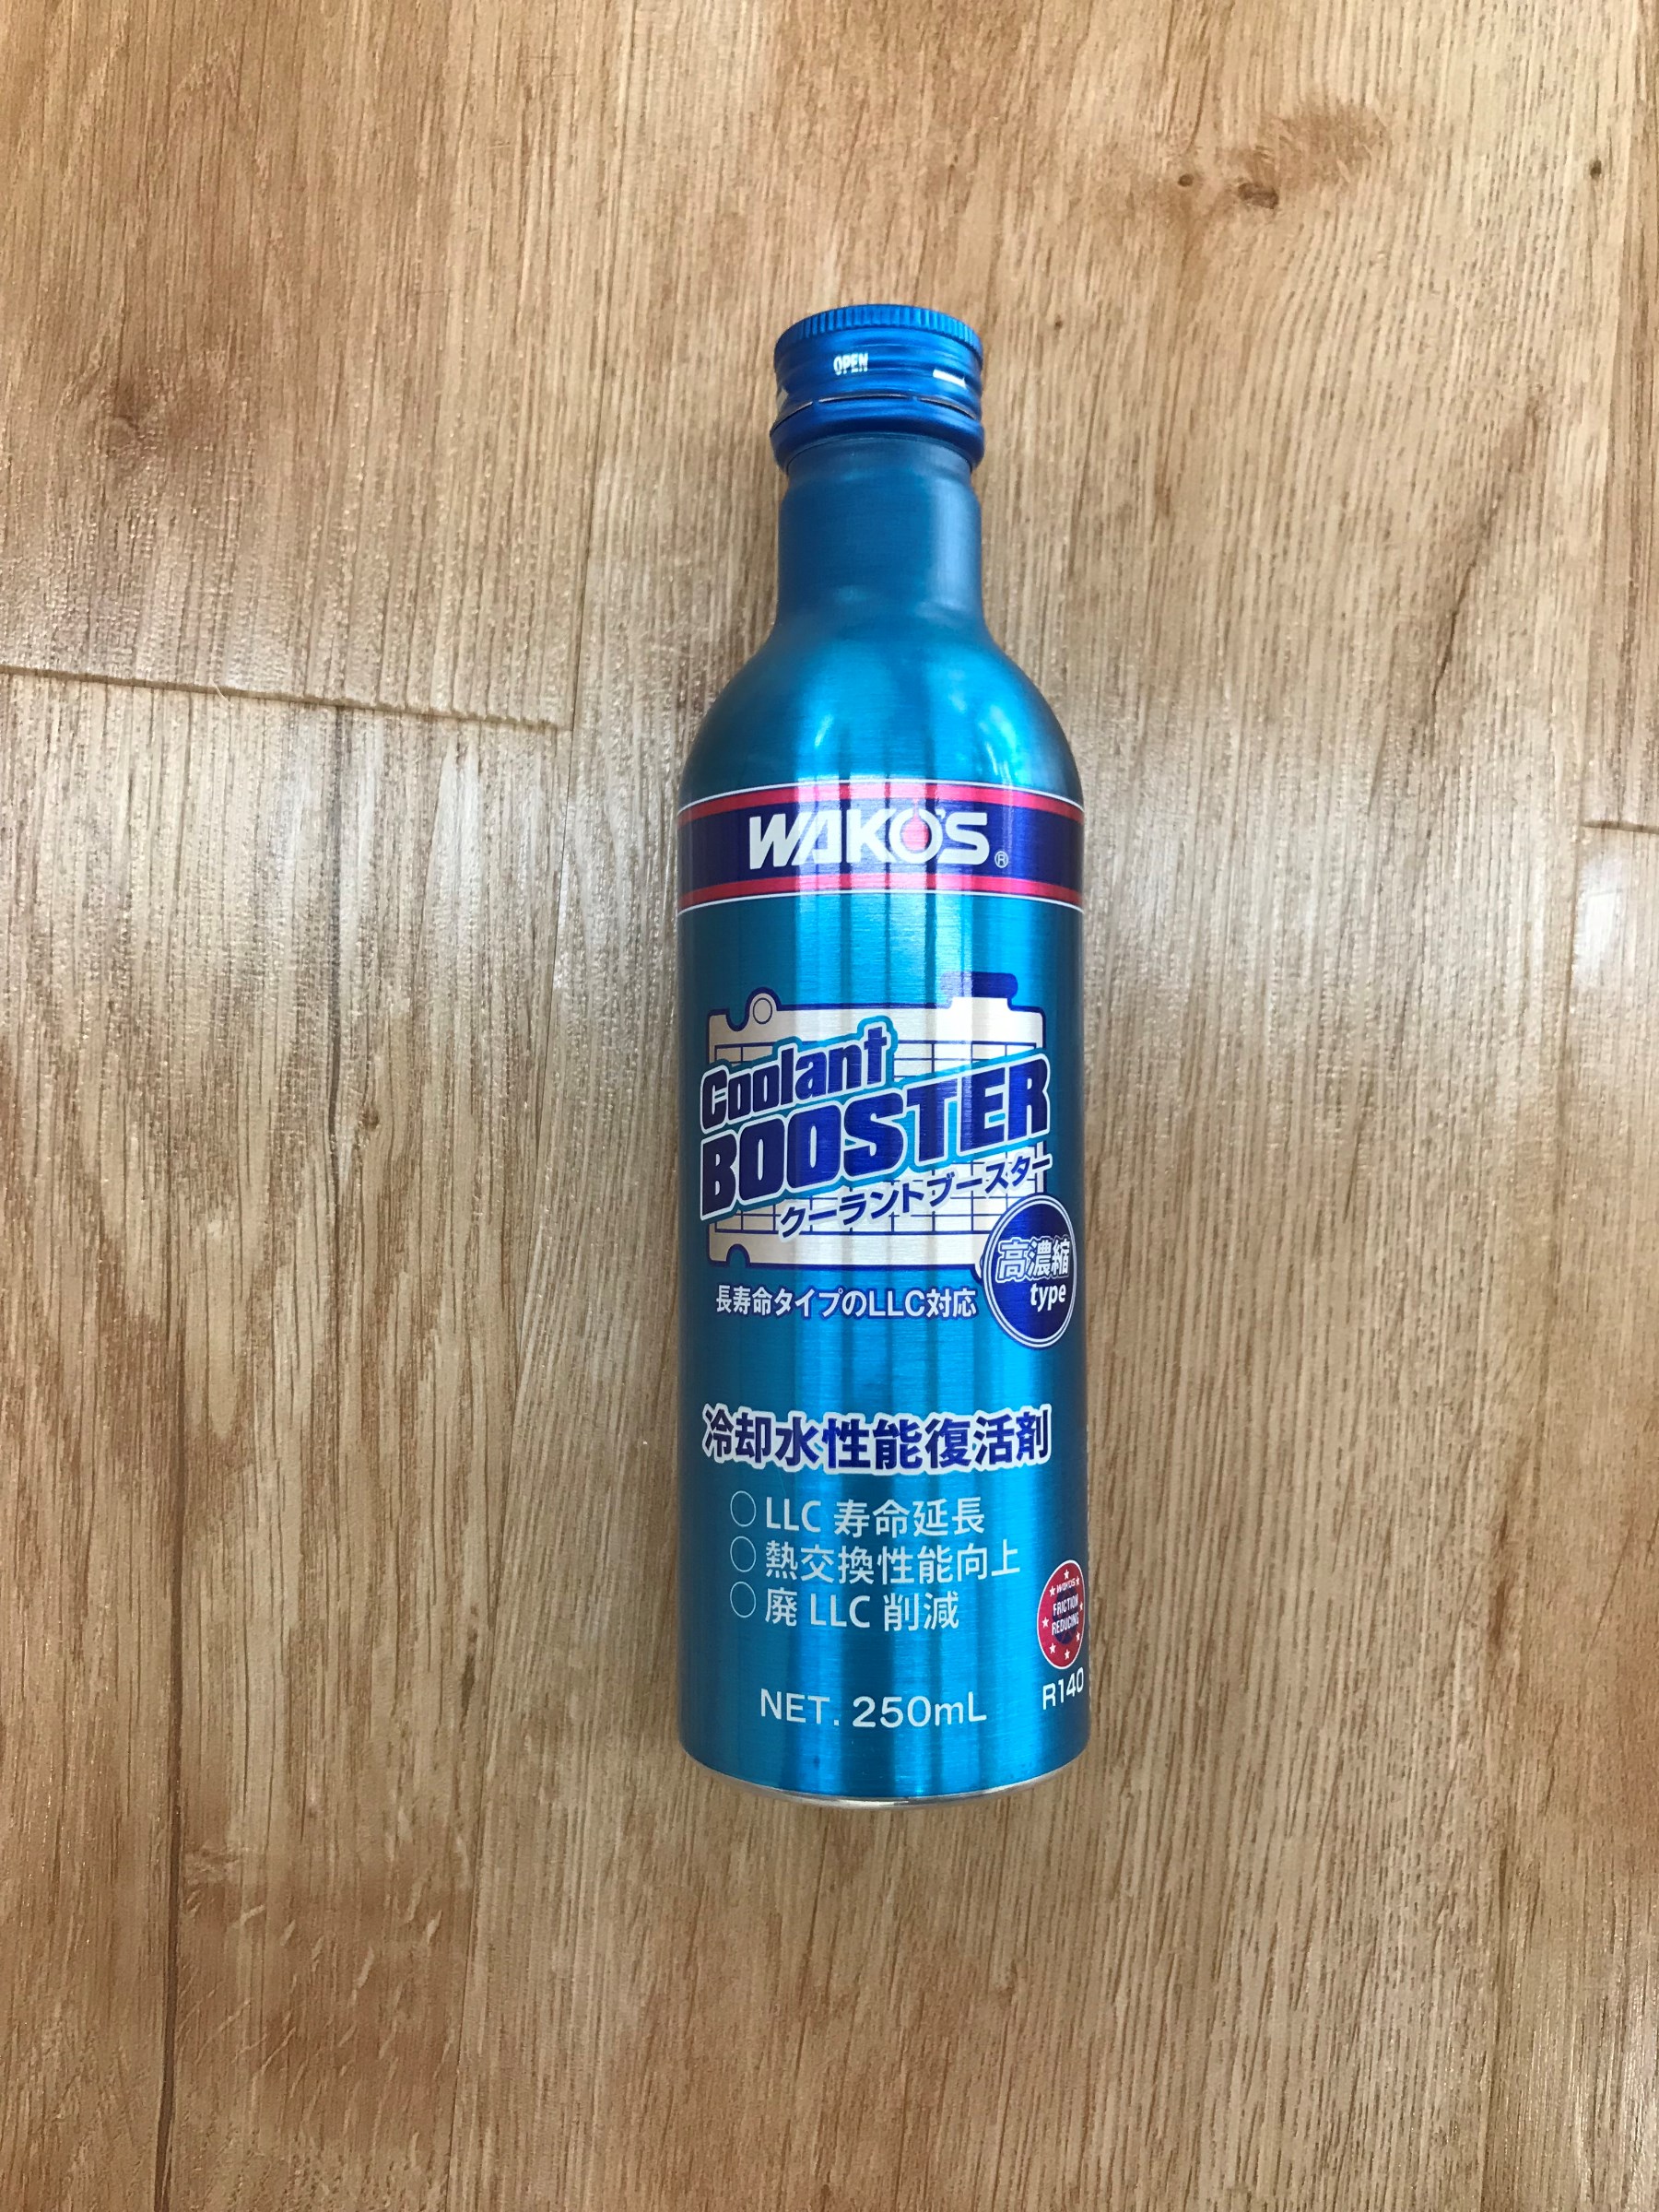 OPEN
WAKO'S®
Coolant
BOOSTER
クーラントブースター
高濃縮
type
長寿命タイプのLLC対応
冷却水性能復活剤
○LLC 寿命延長
○熱交換性能向上
○廃 LLC 削減
WAKO'S
FRICTION
REDUCING
R140
NET. 250mL